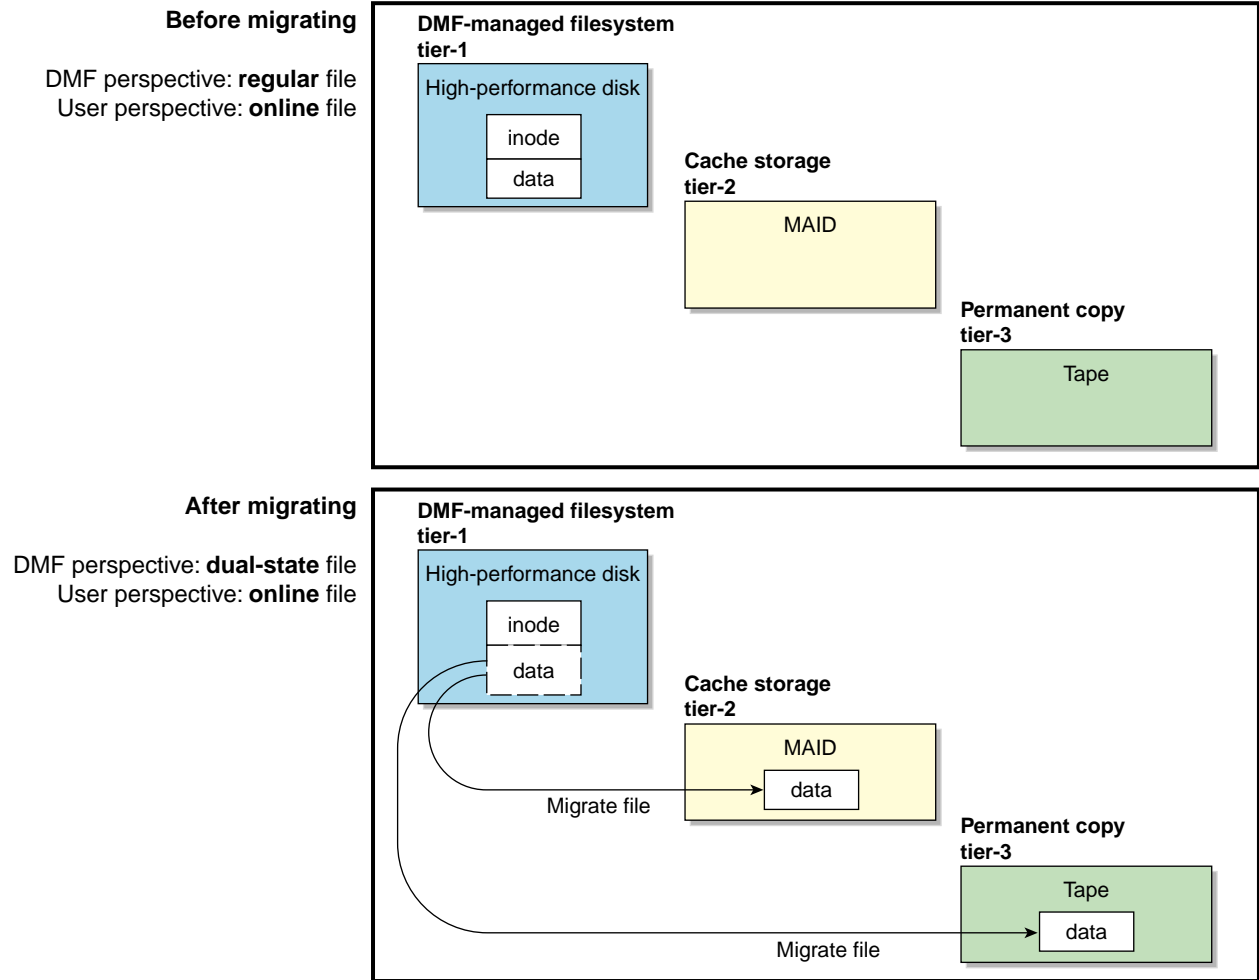 Before migrating
DMF perspective: regular file
User perspective: online file
DMF-managed filesystem
tier-1
High-performance disk
inode
data
Cache storage
tier-2
MAID
Permanent copy
tier-3
Tape
After migrating
DMF perspective: dual-state file
User perspective: online file
DMF-managed filesystem
tier-1
High-performance disk
inode
data
Cache storage
tier-2
MAID
data
Migrate file
Permanent copy
tier-3
Tape
data
Migrate file